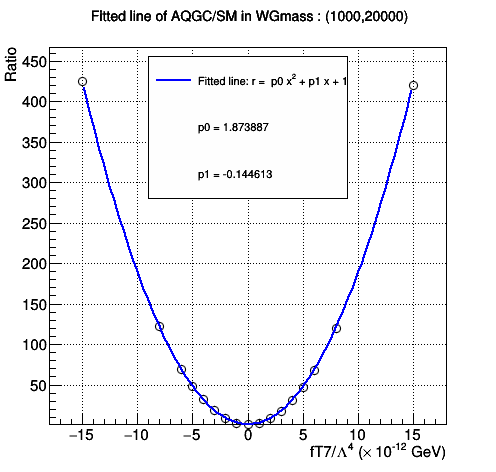 FItted line of AQGC/SM in WGmass : (1000,20000)
Ratio
450
400
350
300
250
200
150
100
50
Fitted line: r = p0 x² + p1 x + 1
p0 = 1.873887
p1 = -0.144613
−15 −10 −5 0 5 10 15
fT7/Λ⁴ (× 10⁻¹² GeV)